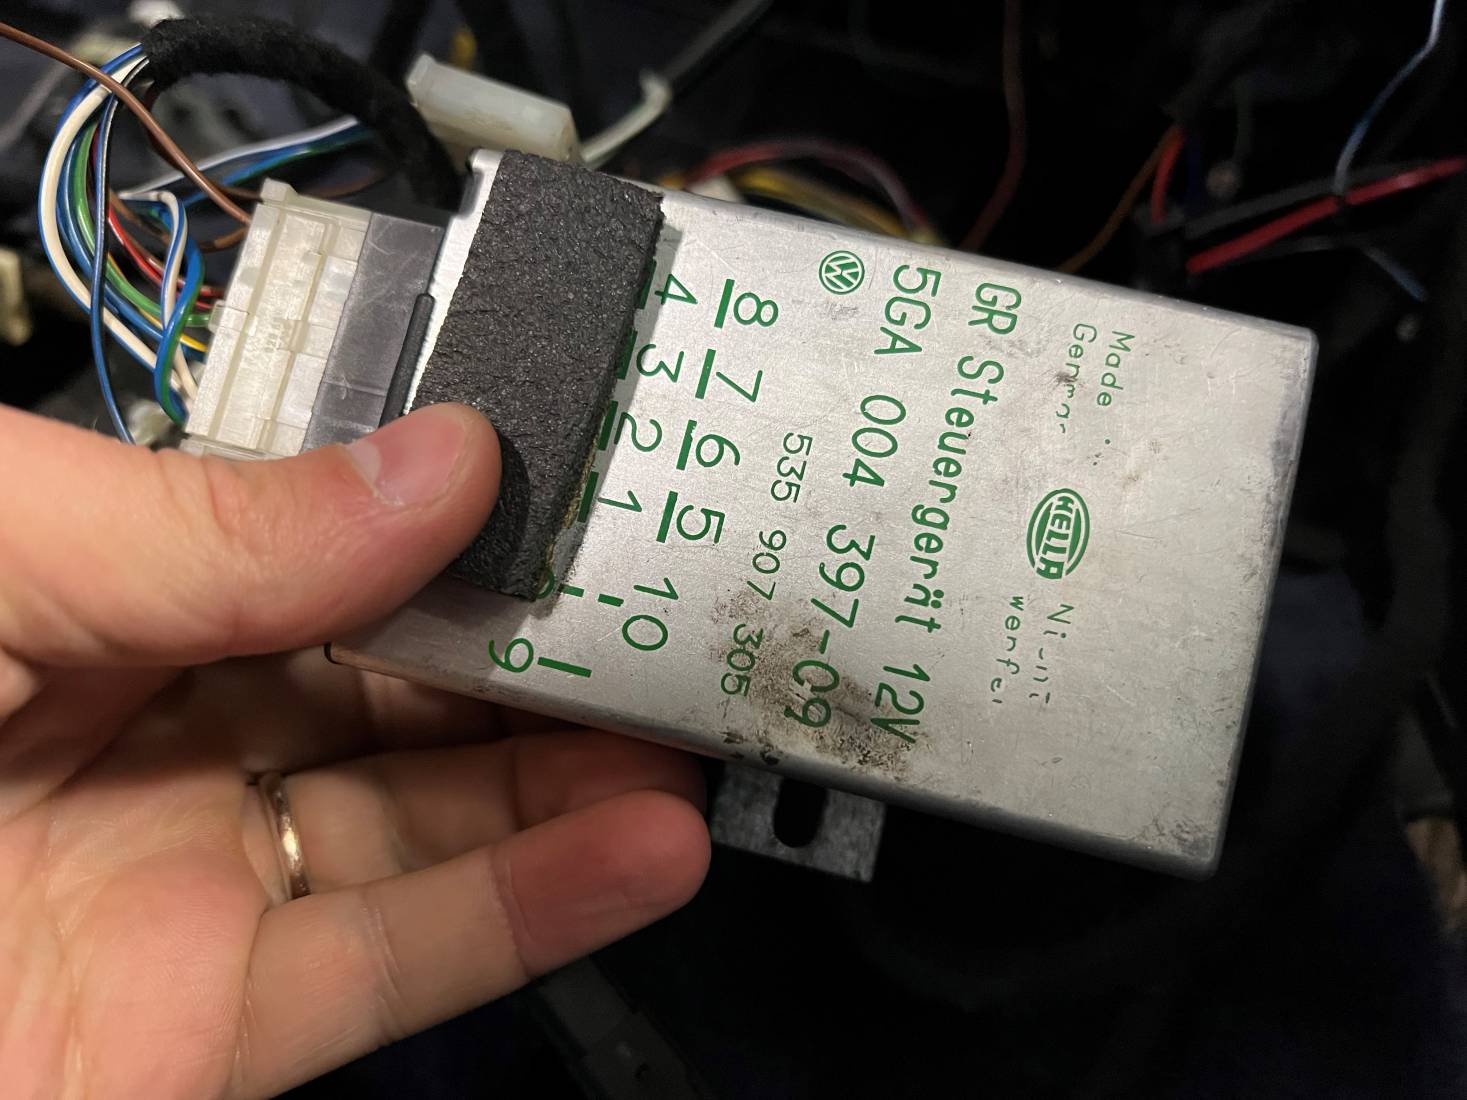 Made
HELLA
GR Steuergerät 12V
5GA 004 397-09
535 907 305
8 7 6 5 10
4 3 2 1 9